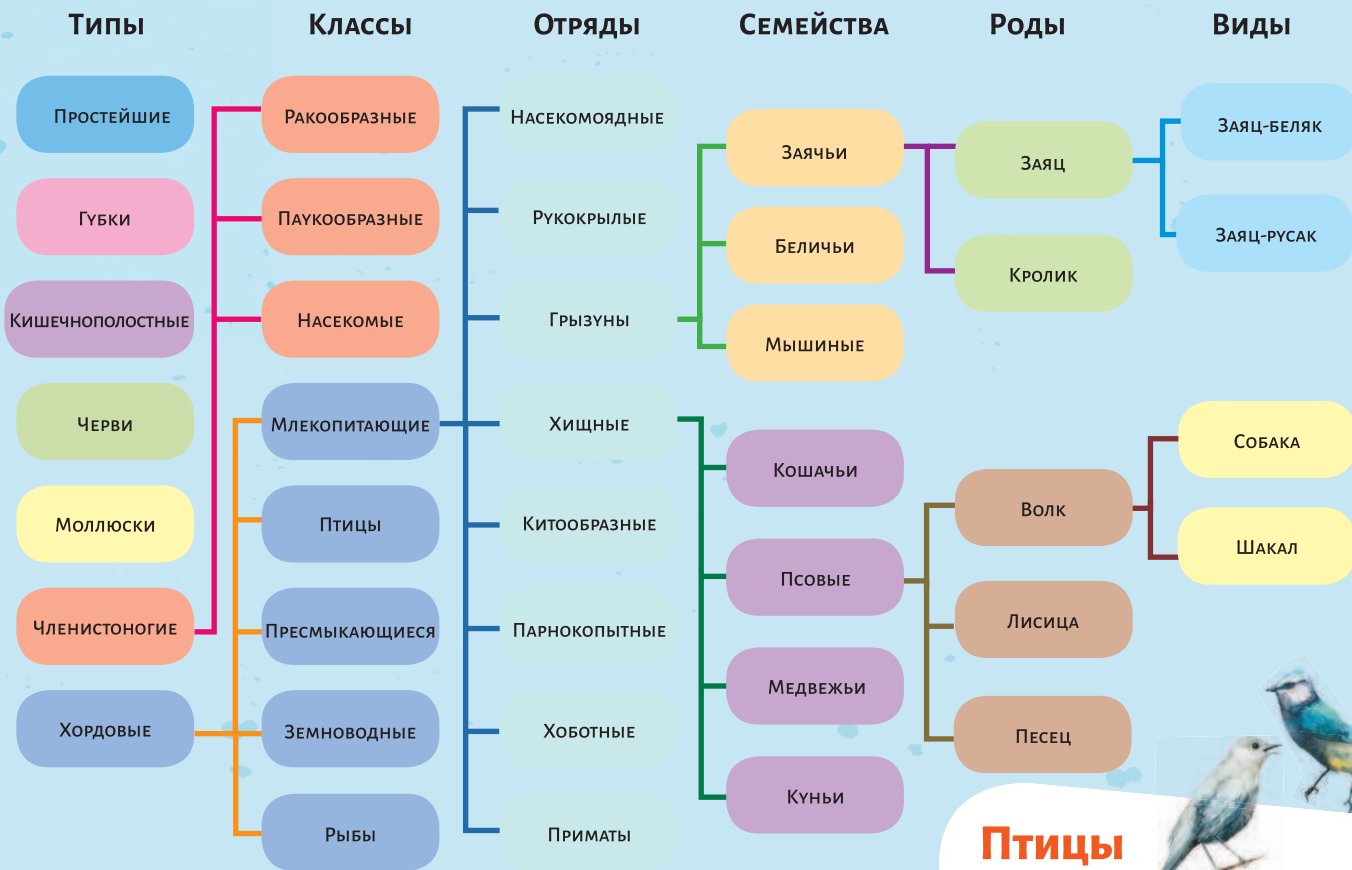 Типы
Классы
Отряды
Семейства
Роды
Виды
Простейшие
Губки
Кишечнополостные
Черви
Моллюски
Членистоногие
Хордовые
Ракообразные
Паукообразные
Насекомые
Млекопитающие
Птицы
Пресмыкающиеся
Земноводные
Рыбы
Насекомоядные
Рукокрылые
Грызуны
Хищные
Китообразные
Парнокопытные
Хоботные
Приматы
Заячьи
Беличьи
Мышиные
Кошачьи
Псовые
Медвежьи
Куньи
Заяц
Кролик
Волк
Лисица
Песец
Заяц-беляк
Заяц-русак
Собака
Шакал
Птицы